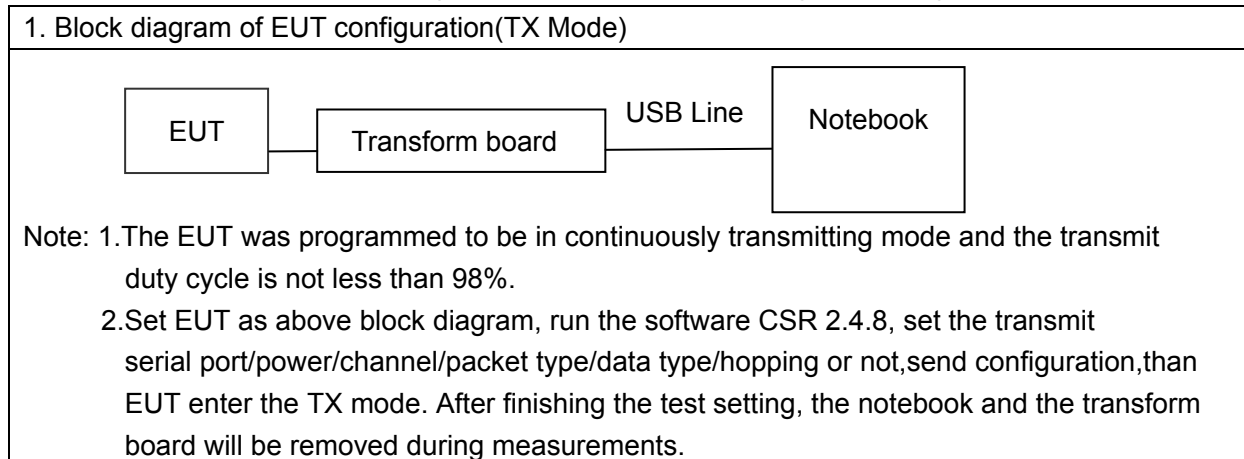 1. Block diagram of EUT configuration(TX Mode)
EUT
Transform board
USB Line
Notebook
Note: 1.The EUT was programmed to be in continuously transmitting mode and the transmit
duty cycle is not less than 98%.
2.Set EUT as above block diagram, run the software CSR 2.4.8, set the transmit
serial port/power/channel/packet type/data type/hopping or not,send configuration,than
EUT enter the TX mode. After finishing the test setting, the notebook and the transform
board will be removed during measurements.